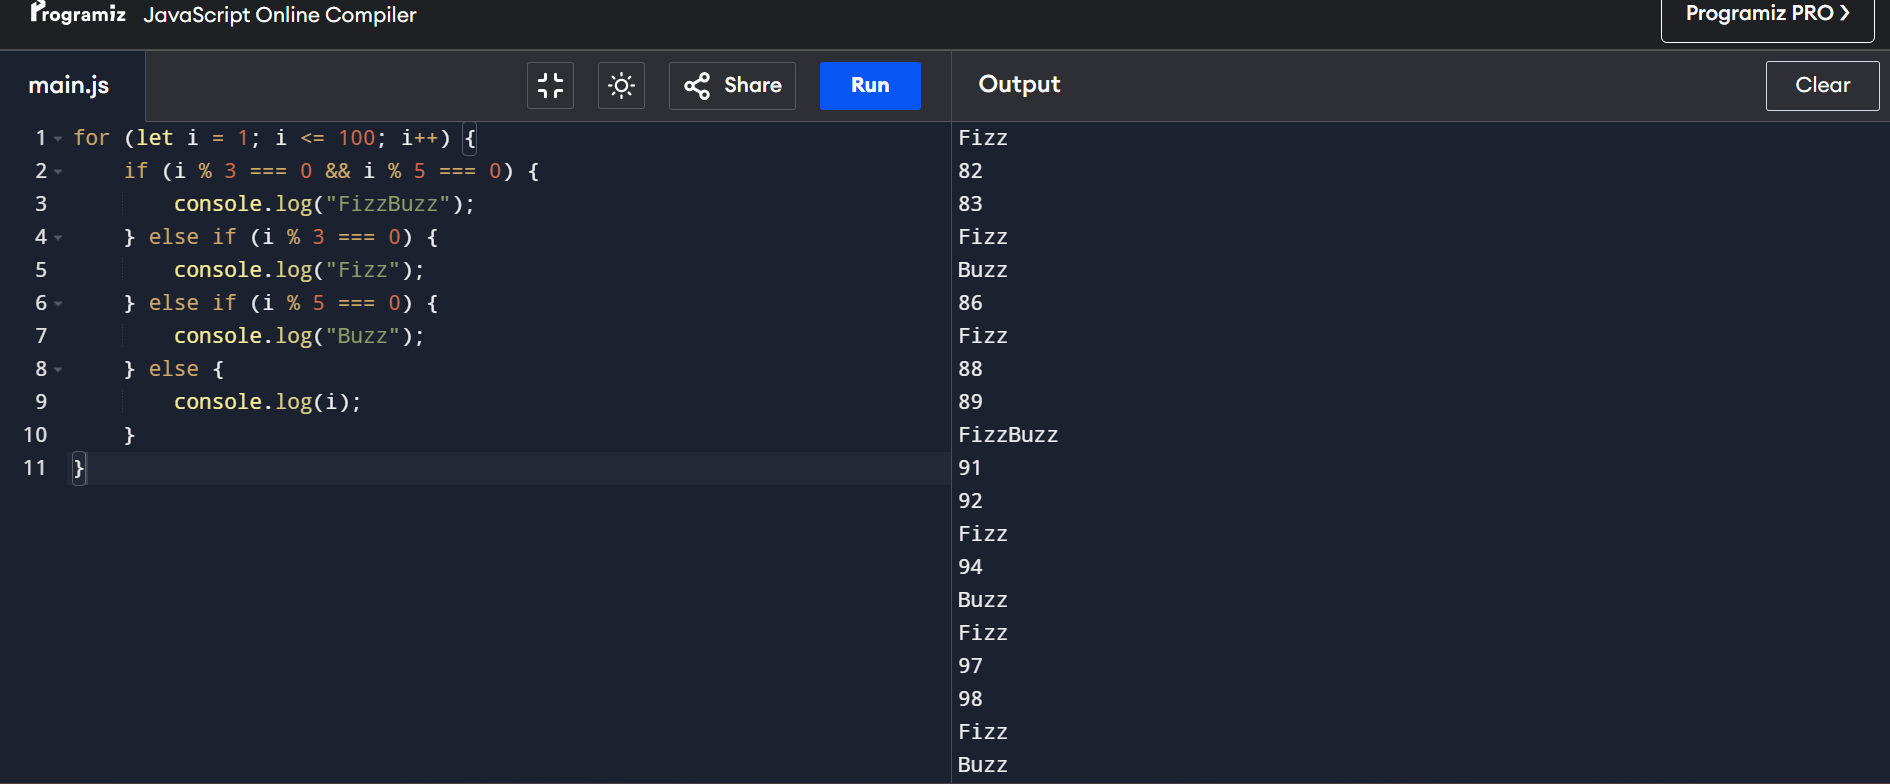 Programiz JavaScript Online Compiler
Programiz PRO ❯
main.js
Share
Run
Output
Clear
1 for (let i = 1; i <= 100; i++) {
2     if (i % 3 === 0 && i % 5 === 0) {
3         console.log("FizzBuzz");
4     } else if (i % 3 === 0) {
5         console.log("Fizz");
6     } else if (i % 5 === 0) {
7         console.log("Buzz");
8     } else {
9         console.log(i);
10     }
11 }
Fizz
82
83
Fizz
Buzz
86
Fizz
88
89
FizzBuzz
91
92
Fizz
94
Buzz
Fizz
97
98
Fizz
Buzz